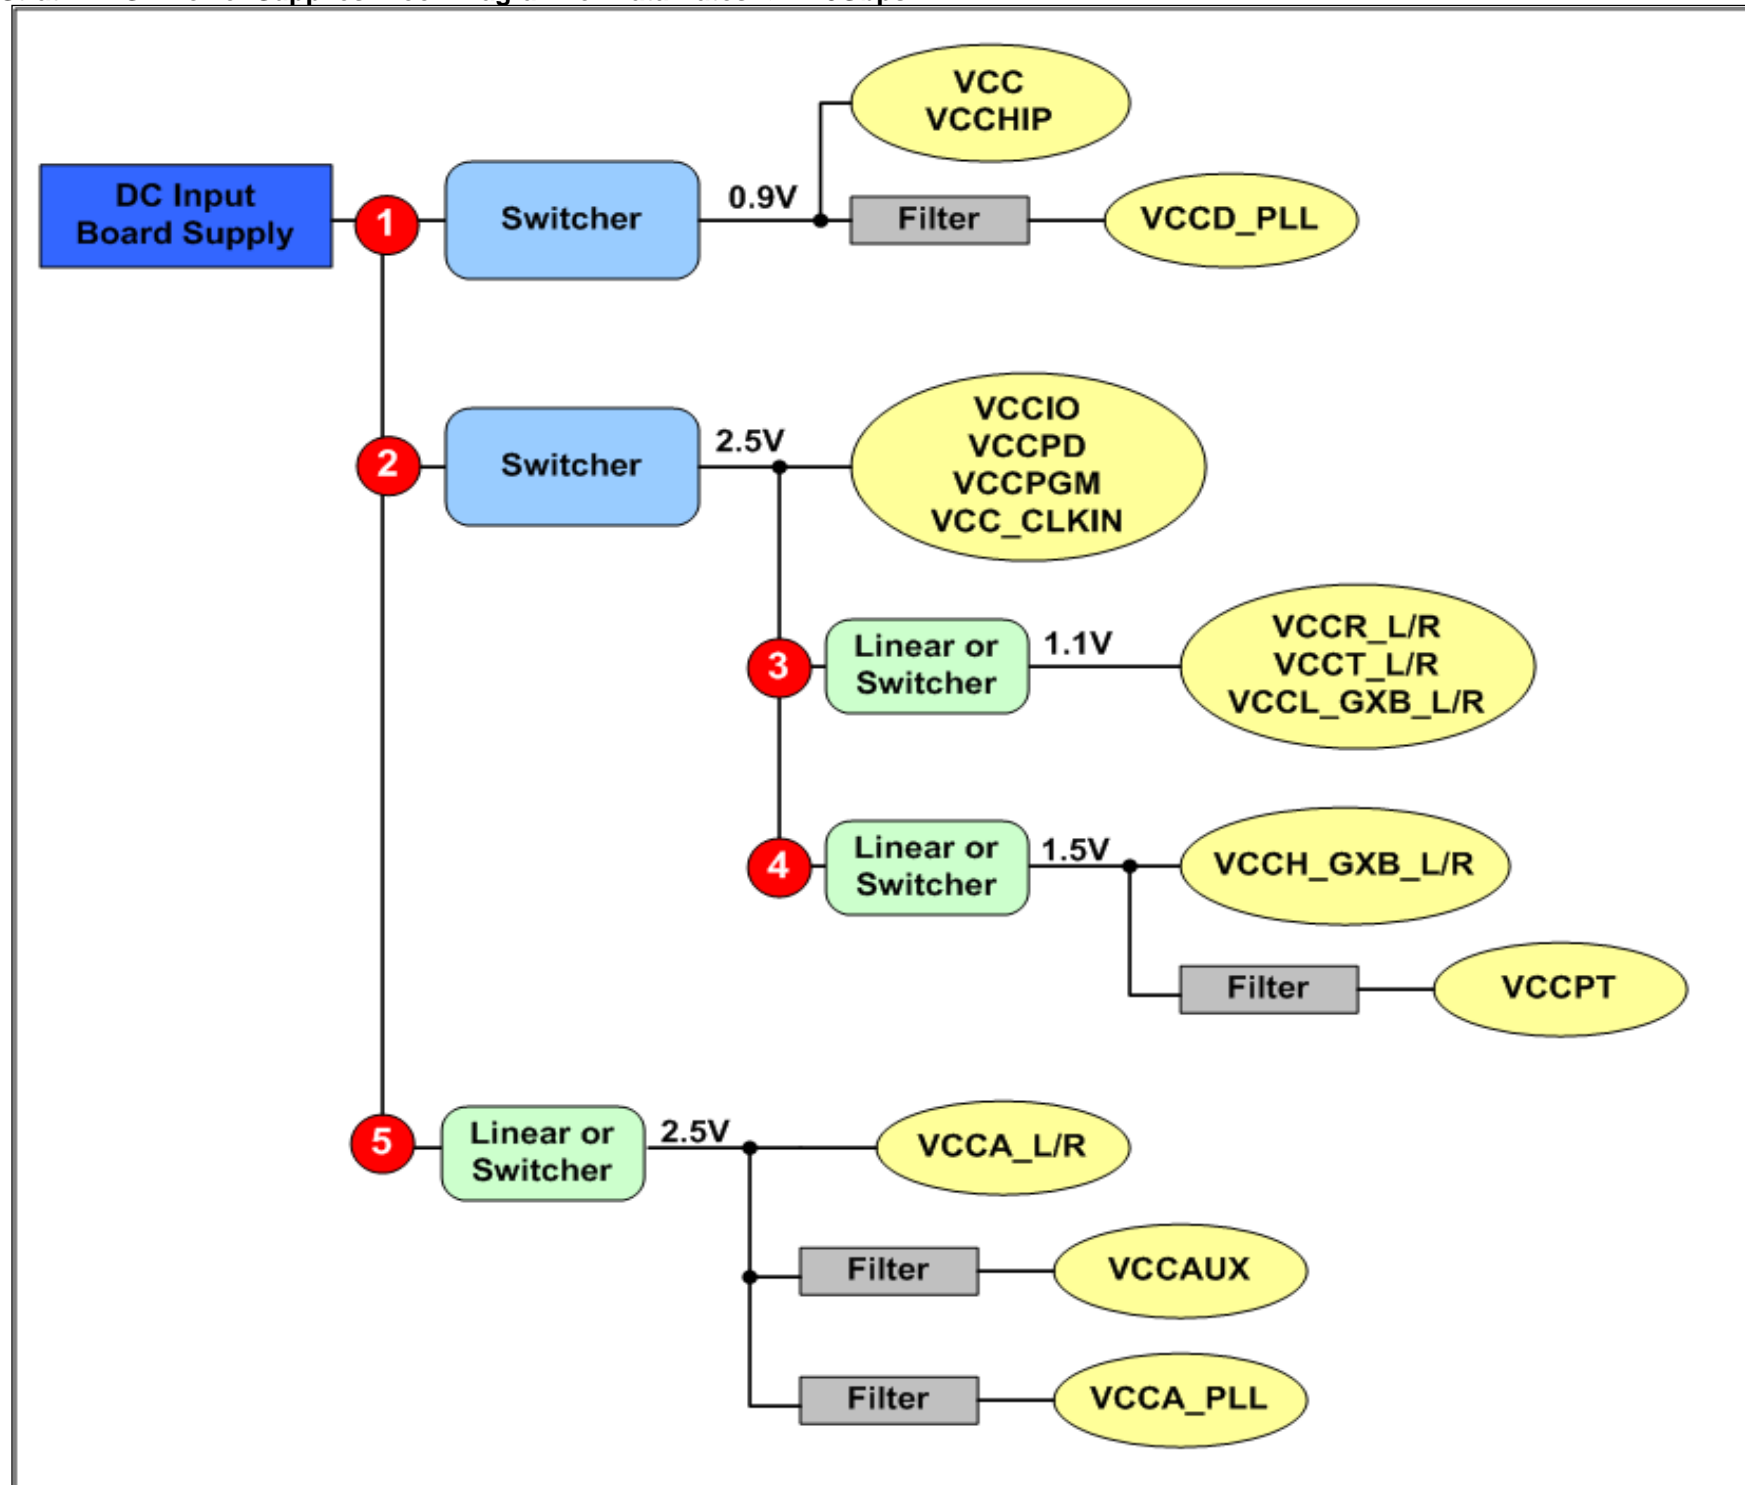 VCC
VCCHIP
DC Input
Board Supply
1
Switcher
0.9V
Filter
VCCD_PLL
2
Switcher
2.5V
VCCIO
VCCPD
VCCPGM
VCC_CLKIN
3
Linear or
Switcher
1.1V
VCCR_L/R
VCCT_L/R
VCCL_GXB_L/R
4
Linear or
Switcher
1.5V
VCCH_GXB_L/R
Filter
VCCPT
5
Linear or
Switcher
2.5V
VCCA_L/R
Filter
VCCAUX
Filter
VCCA_PLL